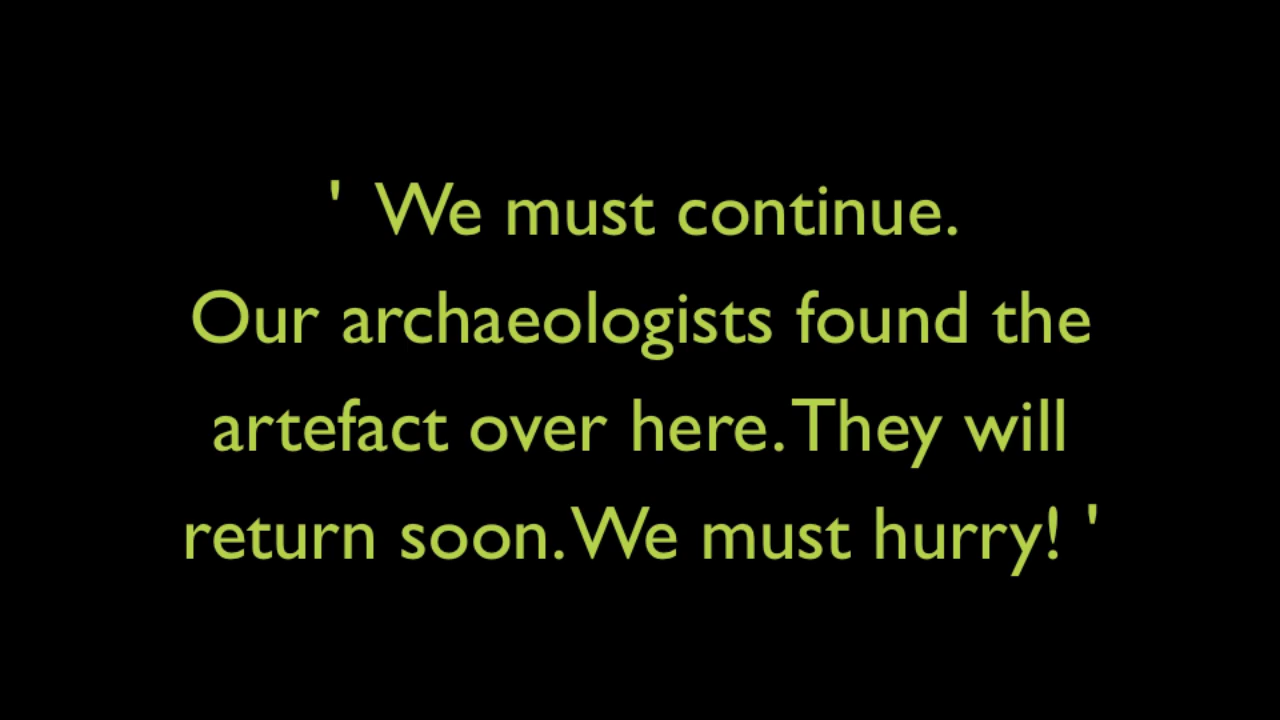 ' We must continue.
Our archaeologists found the
artefact over here. They will
return soon. We must hurry! '